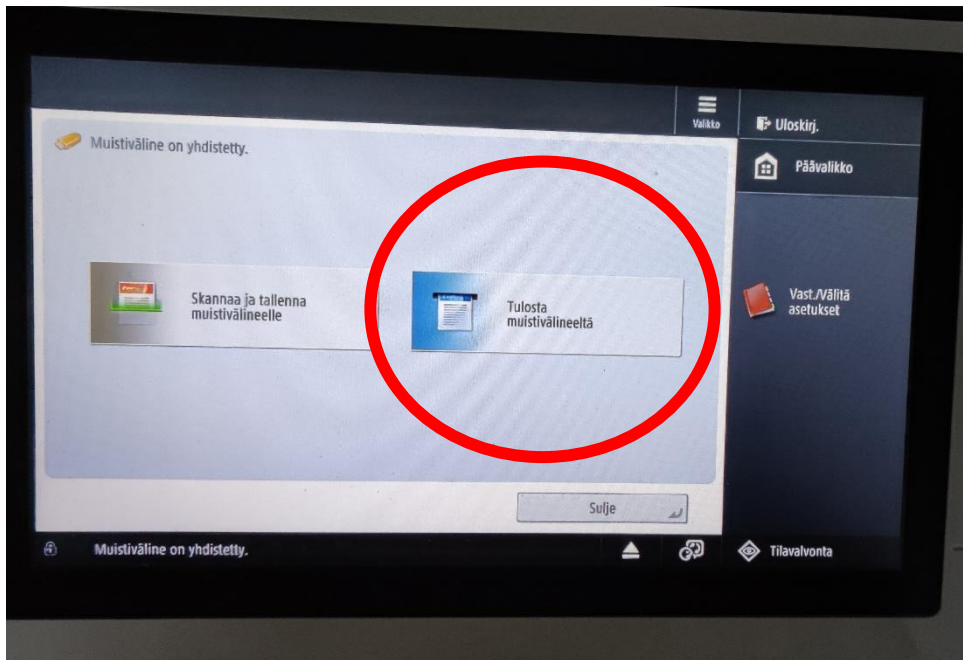 Valikko
Uloskirj.
Muistiväline on yhdistetty.
Päävalikko
Skannaa ja tallenna
muistivälineelle
Tulosta
muistivälineeltä
Vast./Välitä
asetukset
Sulje
Muistiväline on yhdistetty.
Tilavalvonta